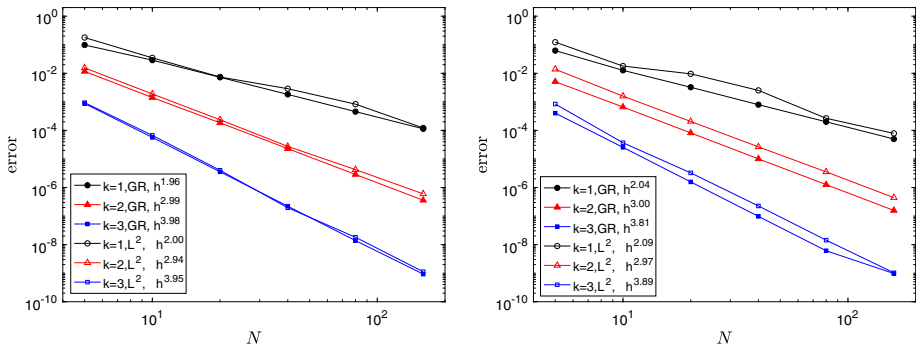 10^0
10^-2
10^-4
10^-6
10^-8
10^-10
error
k=1,GR, h^1.96
k=2,GR, h^2.99
k=3,GR, h^3.98
k=1,L^2, h^2.00
k=2,L^2, h^2.94
k=3,L^2, h^3.95
10^1
10^2
N
10^0
10^-2
10^-4
10^-6
10^-8
10^-10
error
k=1,GR, h^2.04
k=2,GR, h^3.00
k=3,GR, h^3.81
k=1,L^2, h^2.09
k=2,L^2, h^2.97
k=3,L^2, h^3.89
10^1
10^2
N